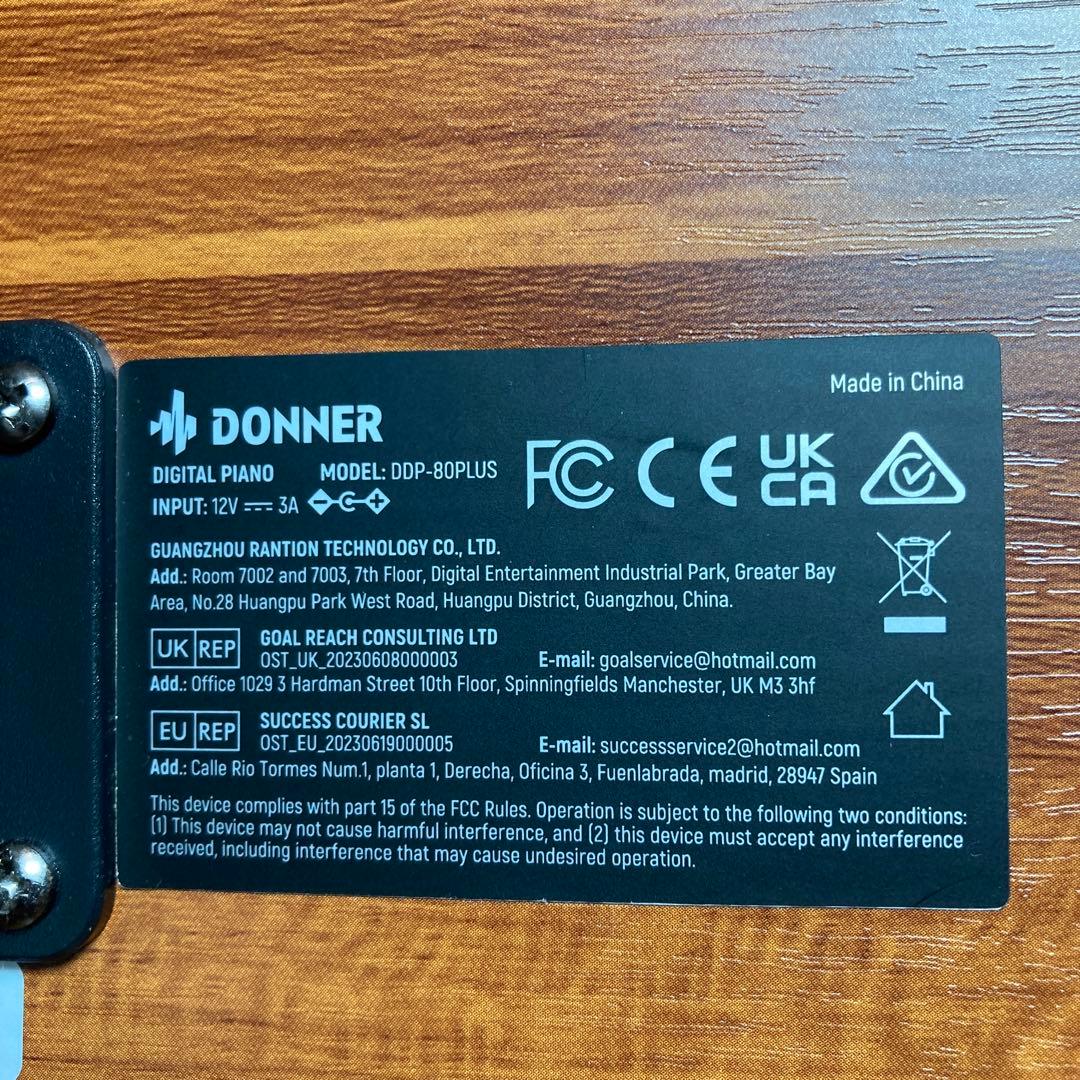 Made in China
DONNER
DIGITAL PIANO MODEL: DDP-80PLUS
INPUT: 12V 3A
FC CE UK CA
GUANGZHOU RANTION TECHNOLOGY CO., LTD.
Add.: Room 7002 and 7003, 7th Floor, Digital Entertainment Industrial Park, Greater Bay
Area, No.28 Huangpu Park West Road, Huangpu District, Guangzhou, China.
UK REP GOAL REACH CONSULTING LTD
OST_UK_20230608000003 E-mail: goalservice@hotmail.com
Add.: Office 1029 3 Hardman Street 10th Floor, Spinningfields Manchester, UK M3 3hf
EU REP SUCCESS COURIER SL
OST_EU_20230619000005 E-mail: successservice2@hotmail.com
Add.: Calle Rio Tormes Num.1, planta 1, Derecha, Oficina 3, Fuenlabrada, madrid, 28947 Spain
This device complies with part 15 of the FCC Rules. Operation is subject to the following two conditions:
(1) This device may not cause harmful interference, and (2) this device must accept any interference
received, including interference that may cause undesired operation.